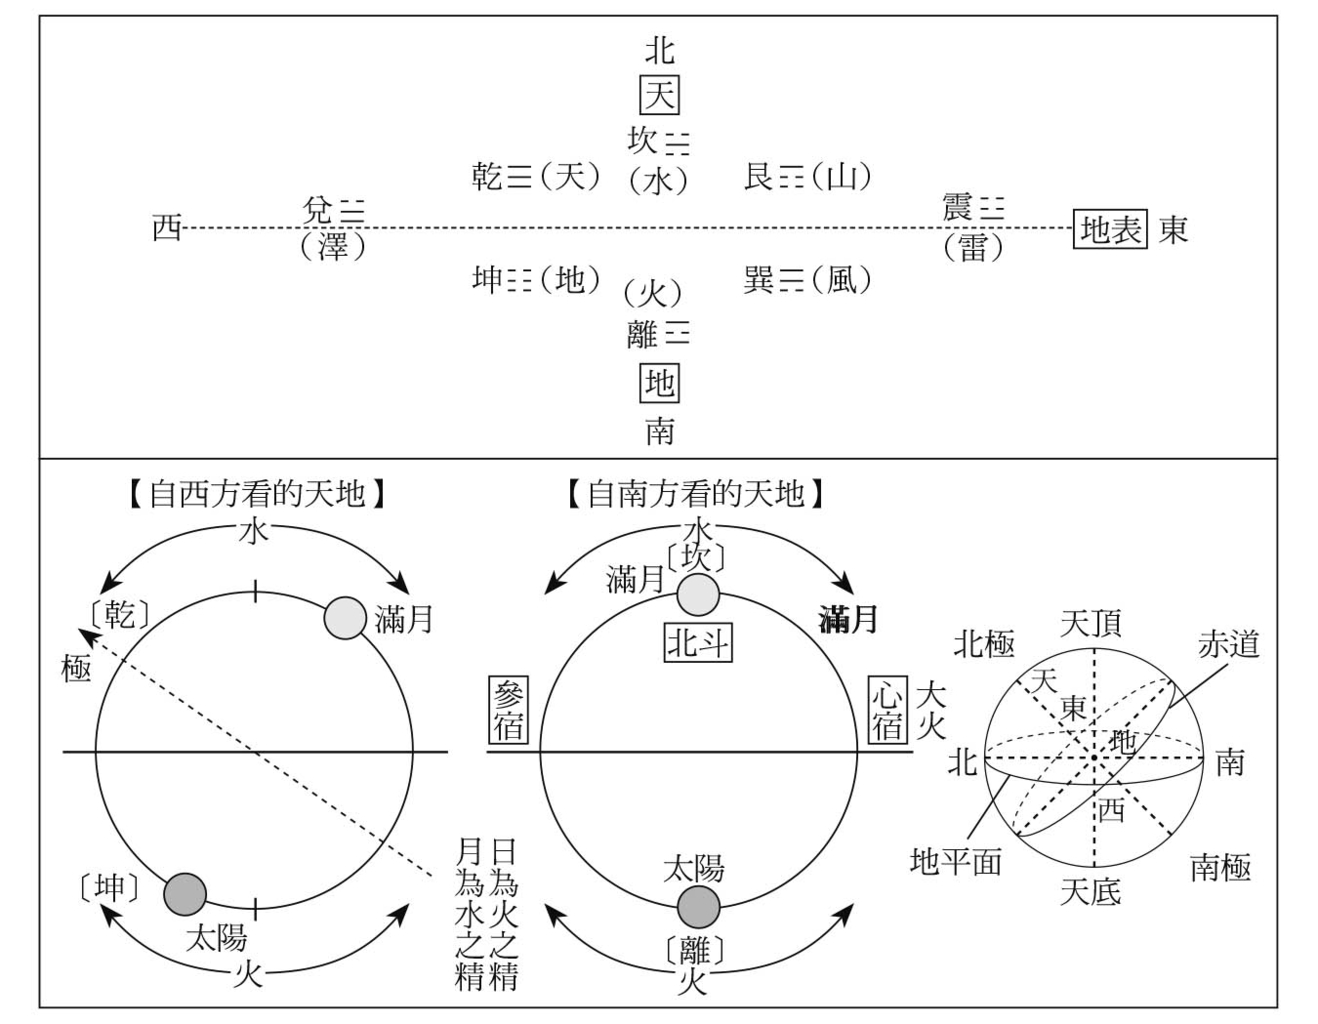 北
天
坎☵
(水)
乾☰(天)
艮☶(山)
兌☱
(澤)
震☳
(雷)
西
地表 東
坤☷(地)
巽☴(風)
(火)
離☲
地
南
【自西方看的天地】
水
〔乾〕
滿月
極
〔坤〕
太陽
火
月為水之精
日為火之精
【自南方看的天地】
水
〔坎〕
滿月
滿月
北斗
參宿
心宿
大火
太陽
〔離〕
火
天頂
北極
赤道
天
東
地
北
南
西
地平面
南極
天底